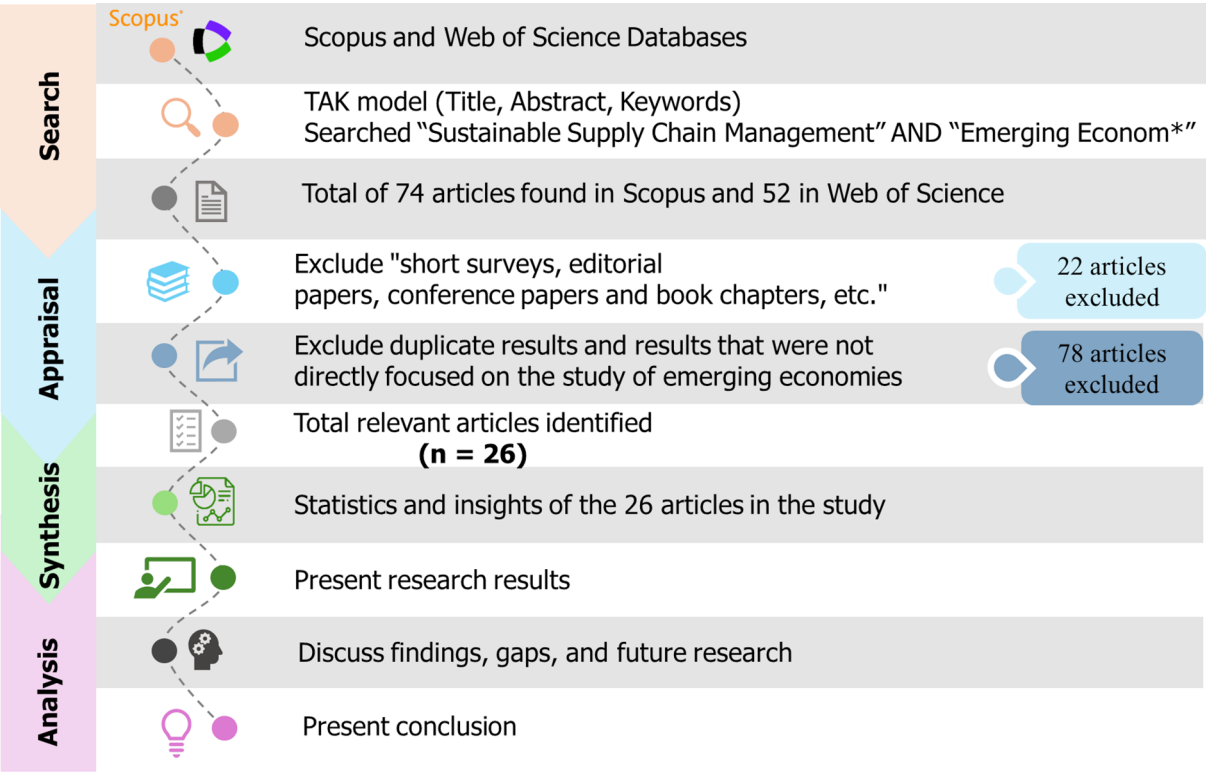 Scopus
Search
Scopus and Web of Science Databases
TAK model (Title, Abstract, Keywords)
Searched “Sustainable Supply Chain Management” AND “Emerging Econom*”
Total of 74 articles found in Scopus and 52 in Web of Science
Appraisal
Exclude "short surveys, editorial
papers, conference papers and book chapters, etc."
22 articles
excluded
Exclude duplicate results and results that were not
directly focused on the study of emerging economies
78 articles
excluded
Total relevant articles identified
(n = 26)
Synthesis
Statistics and insights of the 26 articles in the study
Present research results
Analysis
Discuss findings, gaps, and future research
Present conclusion